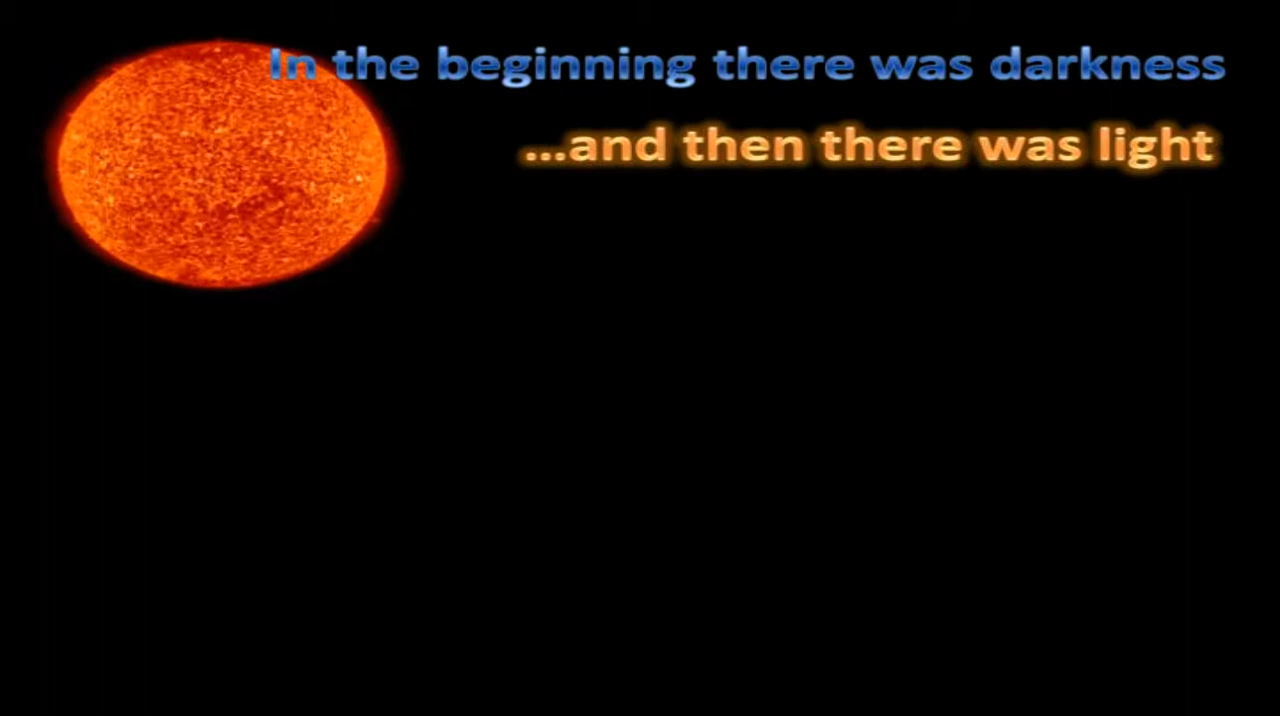 In the beginning there was darkness
...and then there was light